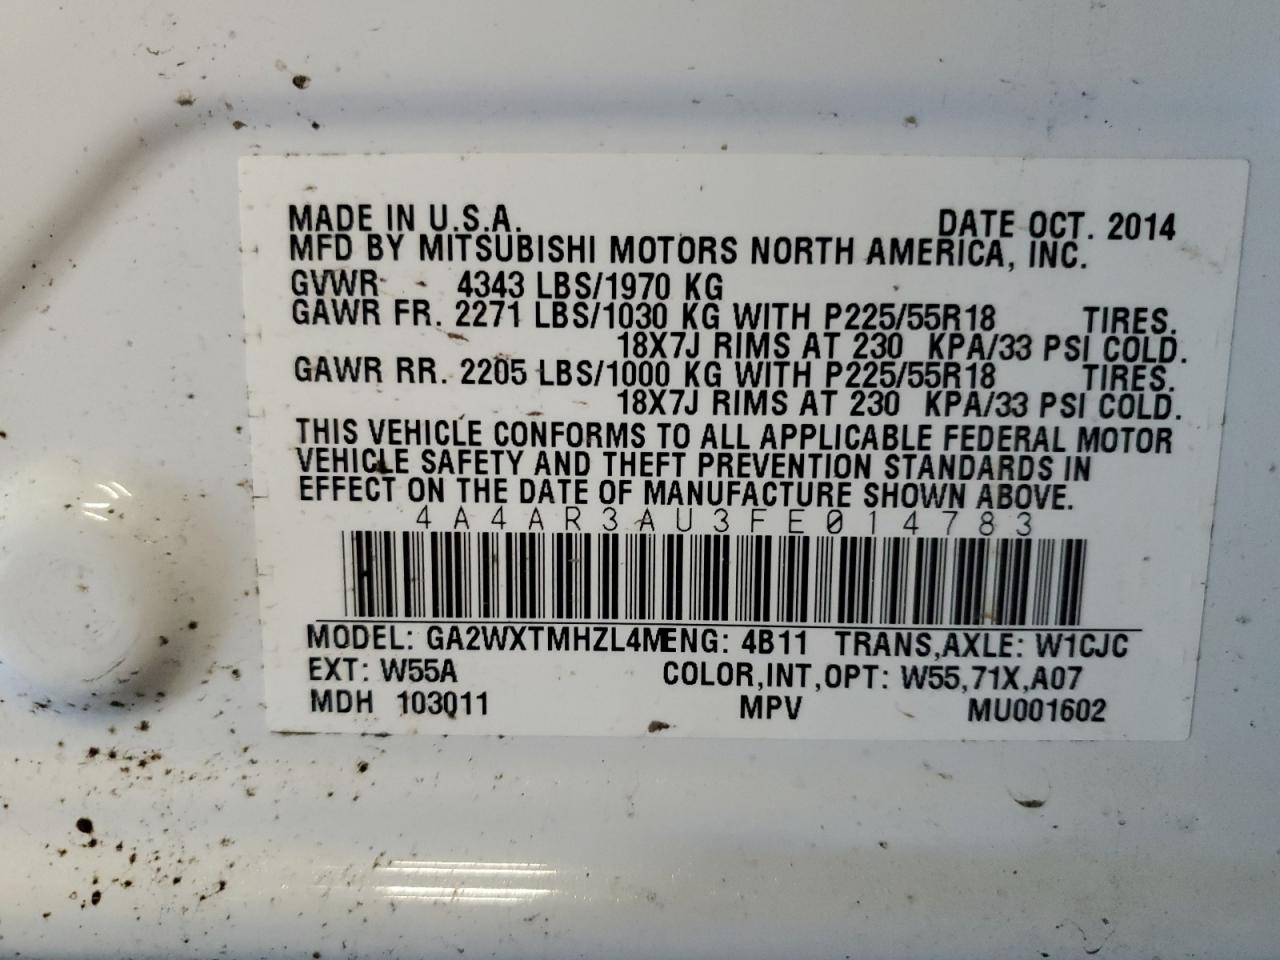 MADE IN U.S.A. DATE OCT. 2014
MFD BY MITSUBISHI MOTORS NORTH AMERICA, INC.
GVWR 4343 LBS/1970 KG
GAWR FR. 2271 LBS/1030 KG WITH P225/55R18 TIRES.
18X7J RIMS AT 230 KPA/33 PSI COLD.
GAWR RR. 2205 LBS/1000 KG WITH P225/55R18 TIRES.
18X7J RIMS AT 230 KPA/33 PSI COLD.
THIS VEHICLE CONFORMS TO ALL APPLICABLE FEDERAL MOTOR
VEHICLE SAFETY AND THEFT PREVENTION STANDARDS IN
EFFECT ON THE DATE OF MANUFACTURE SHOWN ABOVE.
4A4AR3AU3FE014783
MODEL: GA2WXTMHZL4M ENG: 4B11 TRANS,AXLE: W1CJC
EXT: W55A COLOR,INT,OPT: W55,71X,A07
MDH 103011 MPV MU001602